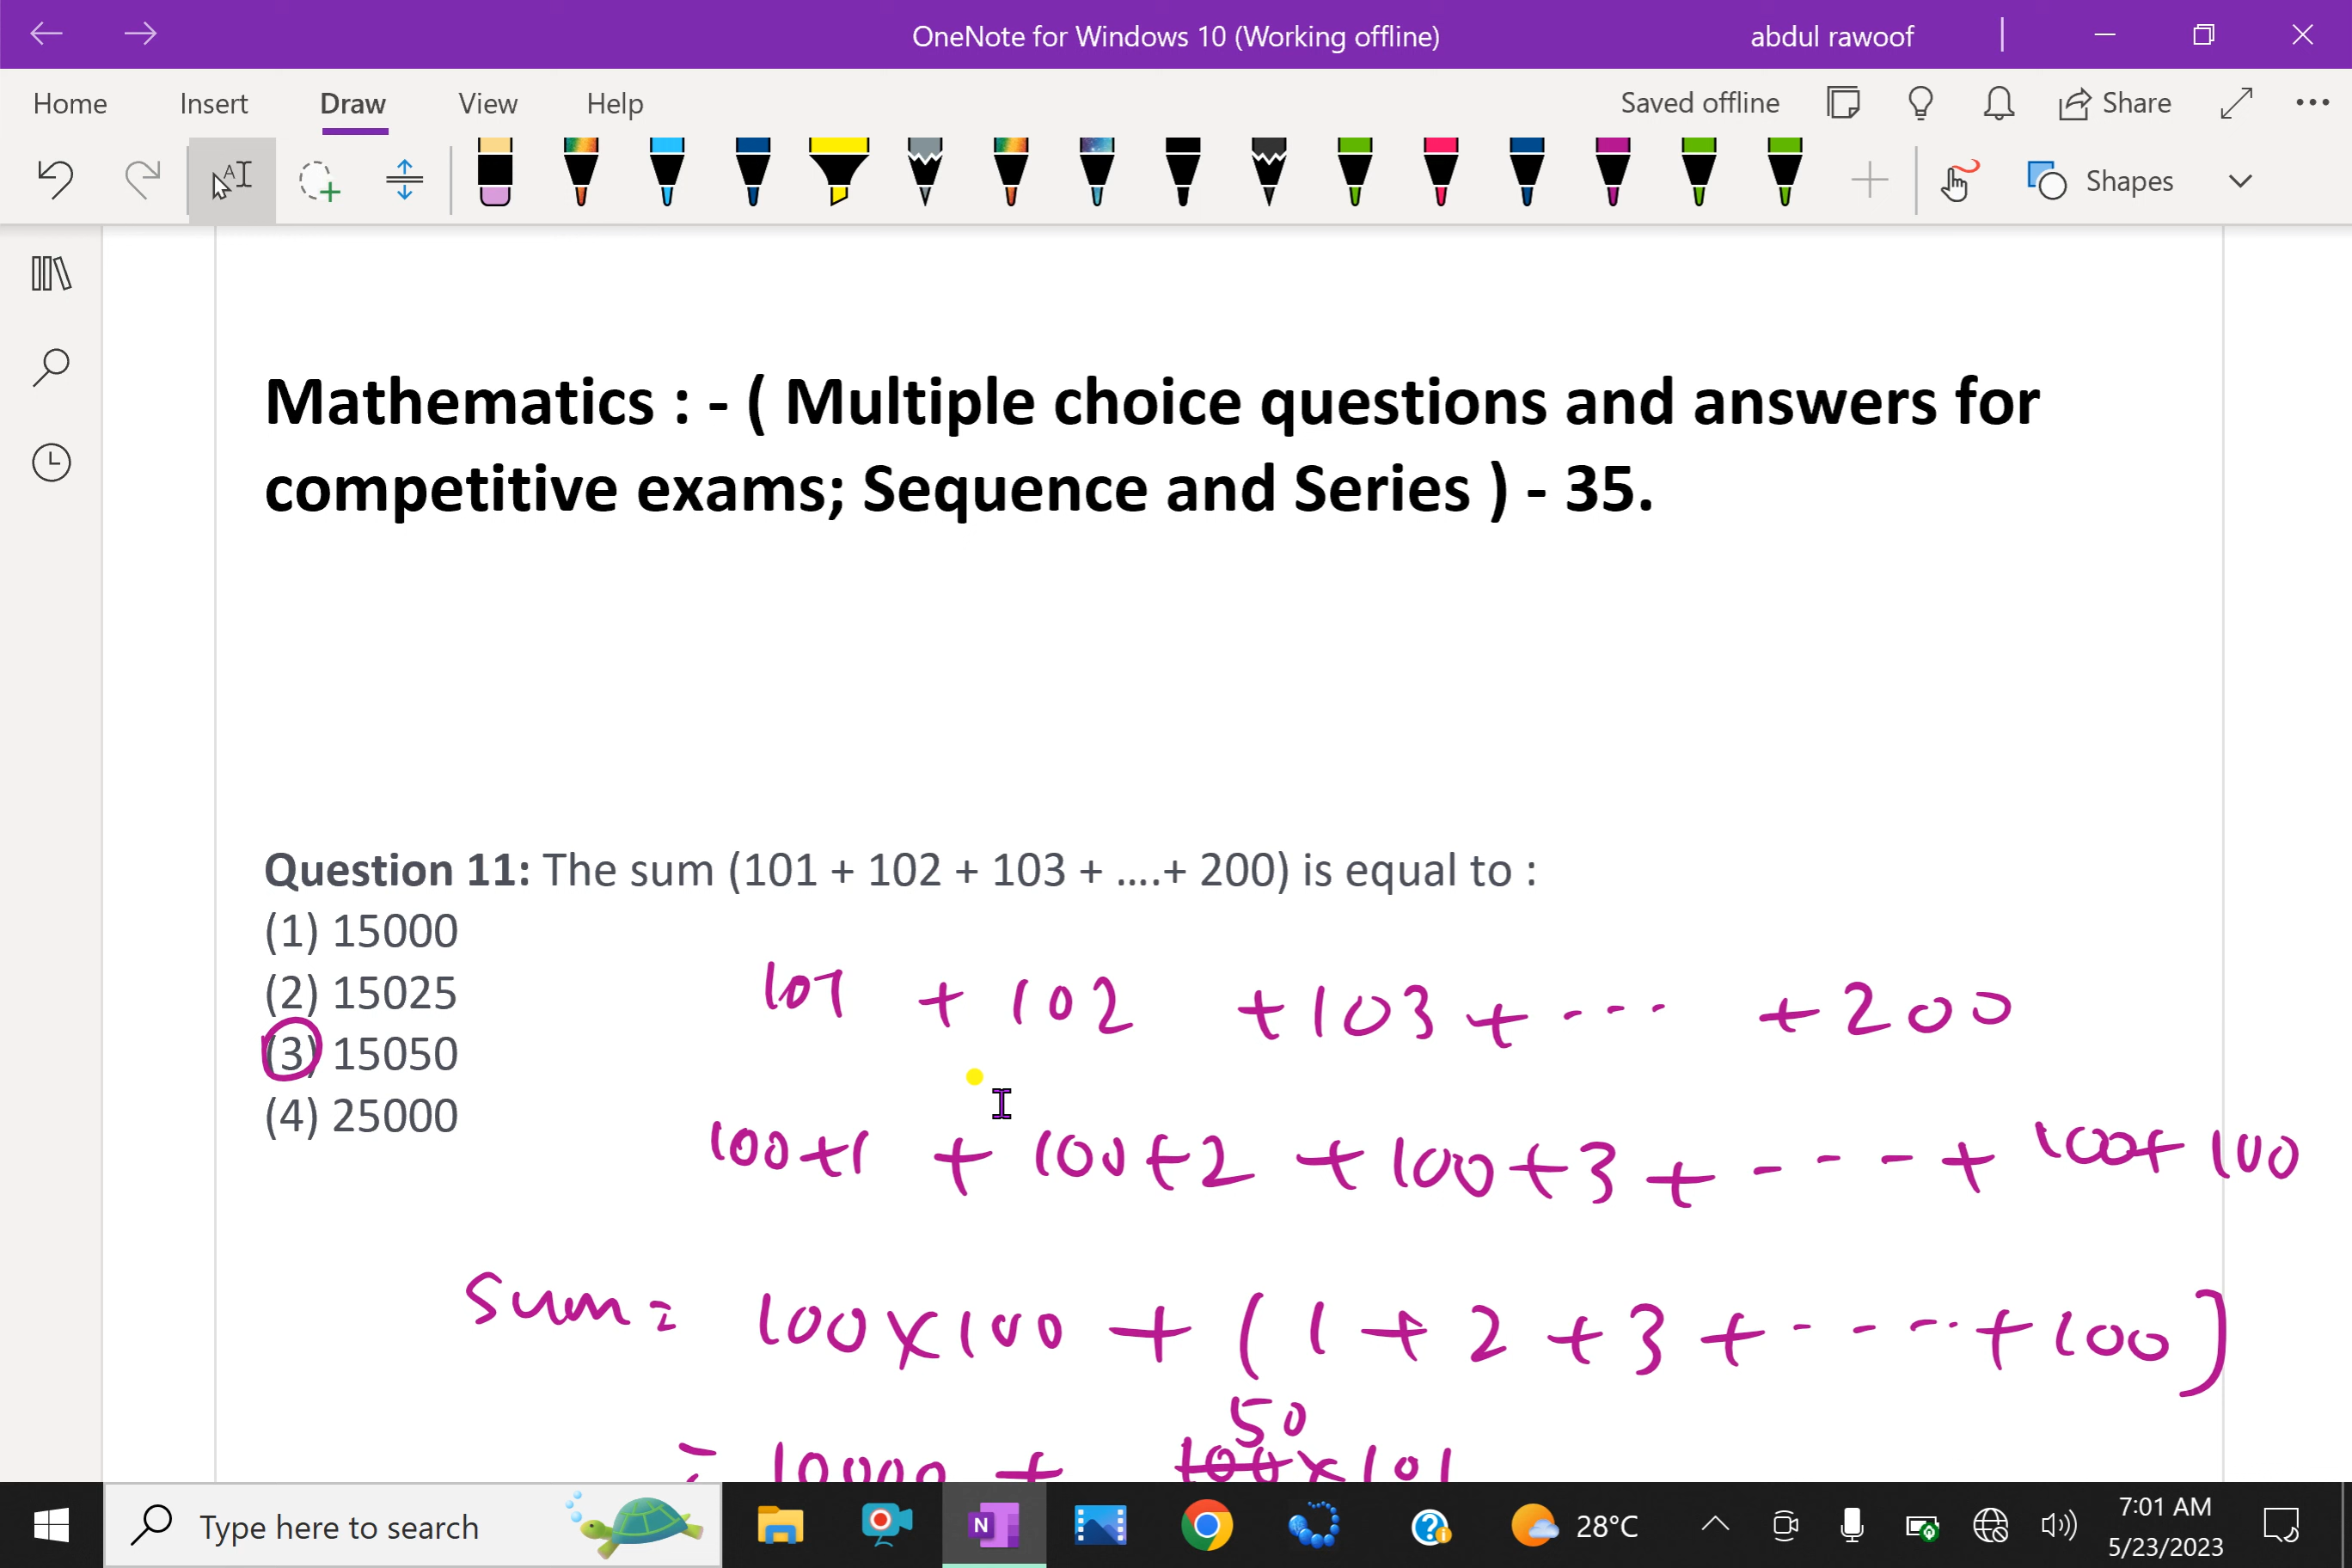 OneNote for Windows 10 (Working offline)
abdul rawoof
Home Insert Draw View Help
Saved offline
Share
Shapes
Mathematics : - ( Multiple choice questions and answers for
competitive exams; Sequence and Series ) - 35.
Question 11: The sum (101 + 102 + 103 + ....+ 200) is equal to :
(1) 15000
(2) 15025
(3) 15050
(4) 25000
101 + 102 + 103 + --- + 200
100+1 + 100+2 + 100+3 + ---- + 100+100
Sum = 100×100 + (1 + 2 + 3 + ---- + 100)
50
= 10000 + 100×101
Type here to search
28°C
7:01 AM
5/23/2023